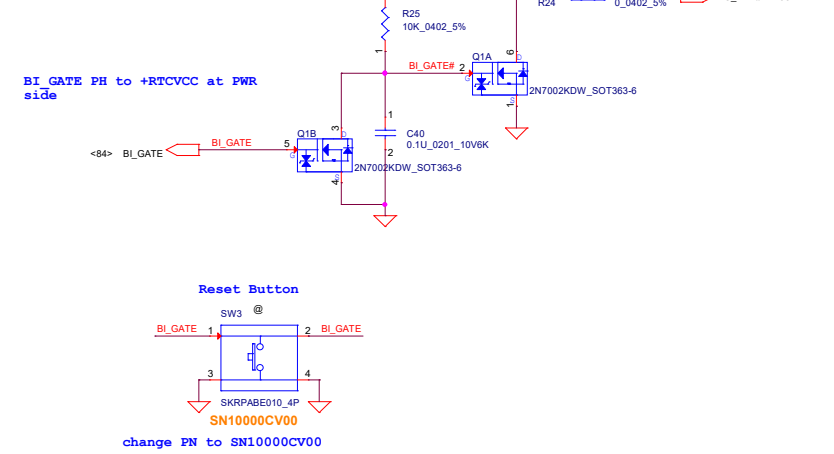 R24
0_0402_5%
R25
10K_0402_5%
1
BI_GATE#
2
Q1A
6
D
G
S
1
2N7002KDW_SOT363-6
BI_GATE PH to +RTCVCC at PWR
side
<84> BI_GATE
BI_GATE
5
Q1B
3
D
G
S
4
2N7002KDW_SOT363-6
1
C40
0.1U_0201_10V6K
2
Reset Button
SW3
@
BI_GATE
1
2
BI_GATE
3
4
SKRPABE010_4P
SN10000CV00
change PN to SN10000CV00